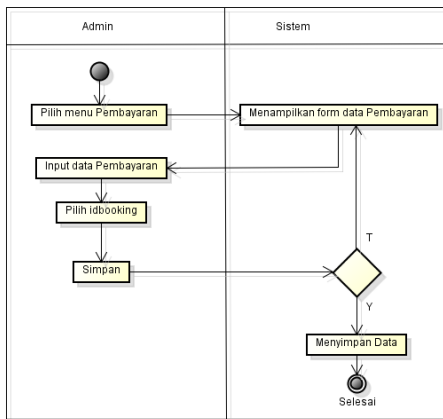 Admin
Sistem
Pilih menu Pembayaran
Menampilkan form data Pembayaran
Input data Pembayaran
Pilih idbooking
Simpan
T
Y
Menyimpan Data
Selesai